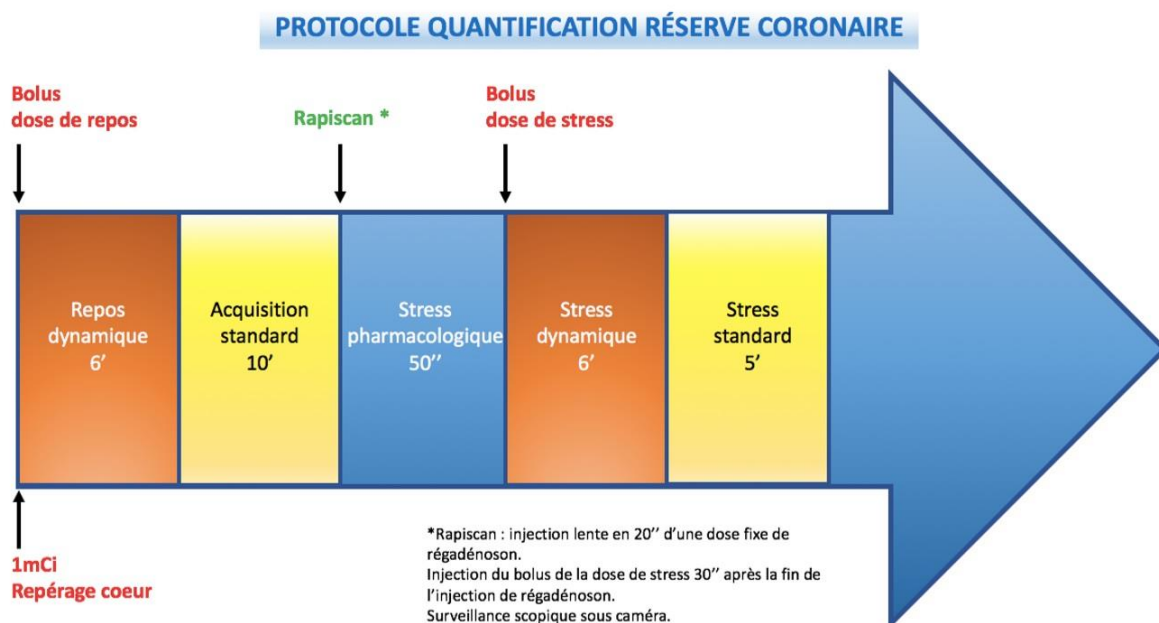 PROTOCOLE QUANTIFICATION RÉSERVE CORONAIRE
Bolus
dose de repos
Rapiscan *
Bolus
dose de stress
Repos
dynamique
6’
Acquisition
standard
10’
Stress
pharmacologique
50’’
Stress
dynamique
6’
Stress
standard
5’
1mCi
Repérage coeur
*Rapiscan : injection lente en 20’’ d’une dose fixe de
régadénoson.
Injection du bolus de la dose de stress 30’’ après la fin de
l’injection de régadénoson.
Surveillance scopique sous caméra.